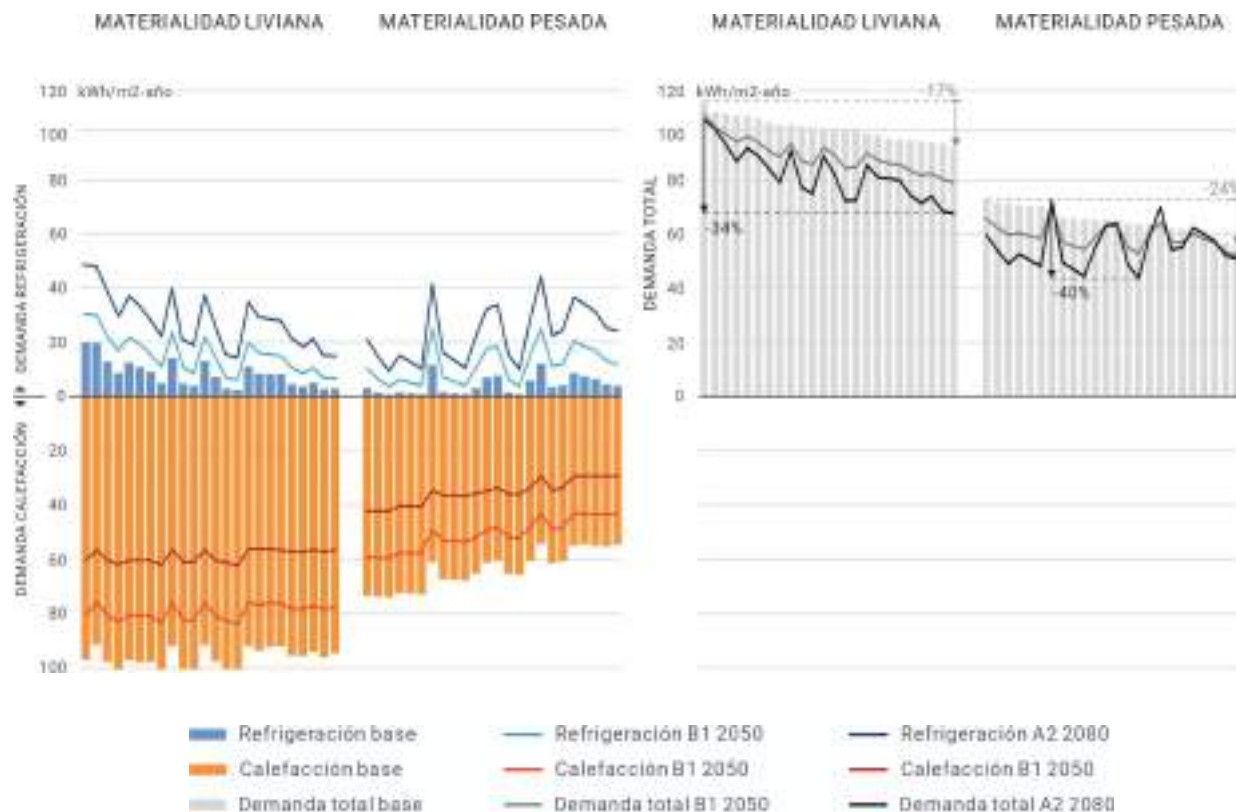 MATERIALIDAD LIVIANA MATERIALIDAD PESADA MATERIALIDAD LIVIANA MATERIALIDAD PESADA
120 kWh/m2-año
100
80
60
40
20
0
20
40
60
80
100
DEMANDA REFRIGERACIÓN
DEMANDA CALEFACCIÓN
120 kWh/m2-año
100
80
60
40
20
0
DEMANDA TOTAL
-17%
-34%
-24%
-40%
Refrigeración base Refrigeración B1 2050 Refrigeración A2 2080
Calefacción base Calefacción B1 2050 Calefacción B1 2050
Demanda total base Demanda total B1 2050 Demanda total A2 2080